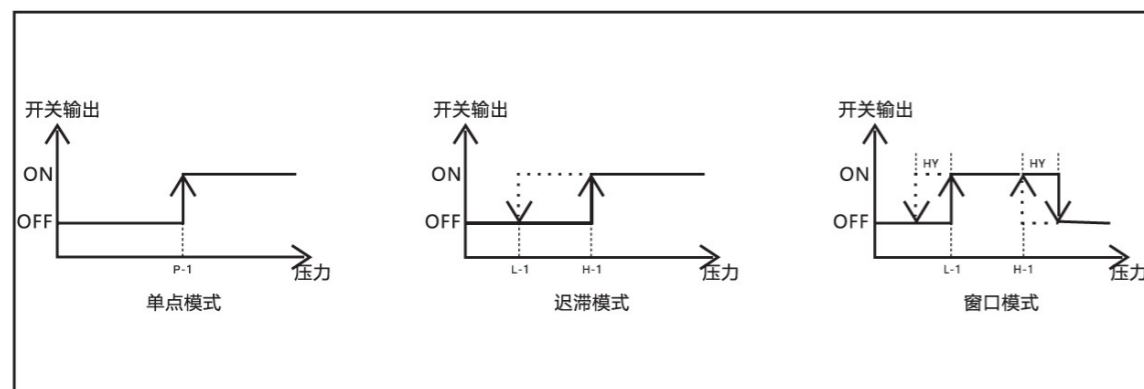 开关输出
ON
OFF
P-1
压力
单点模式
开关输出
ON
OFF
L-1
H-1
压力
迟滞模式
开关输出
HY
HY
ON
OFF
L-1
H-1
压力
窗口模式